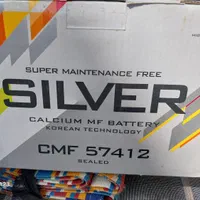 SUPER MAINTENANCE FREE
SILVER
CALCIUM MF BATTERY
KOREAN TECHNOLOGY
CMF 57412
SEALED